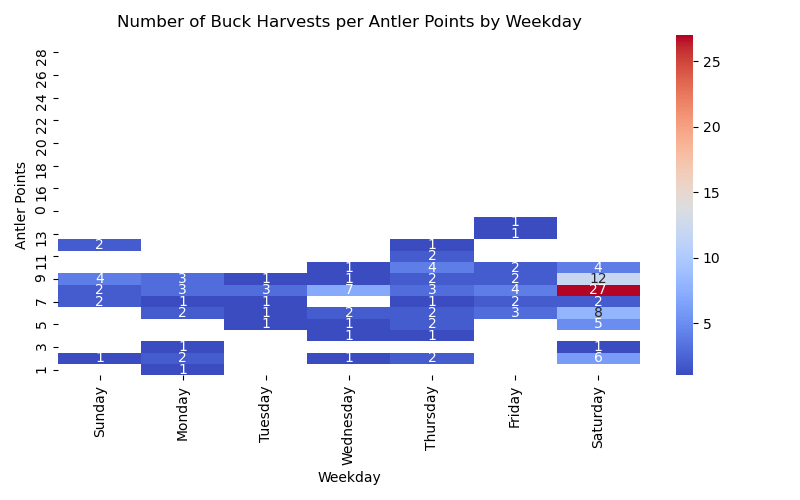 Number of Buck Harvests per Antler Points by Weekday
Antler Points
28
26
24
22
20
18
16
0
1
13 1
2 1
11 2
1 4 2 4
9 4 3 1 1 2 2 12
2 3 3 7 3 4 27
7 2 1 1 1 2 2
2 1 2 2 3 8
5 1 1 2 5
1 1
3 1 1
1 2 1 2 6
1 1
Sunday Monday Tuesday Wednesday Thursday Friday Saturday
Weekday
25
20
15
10
5